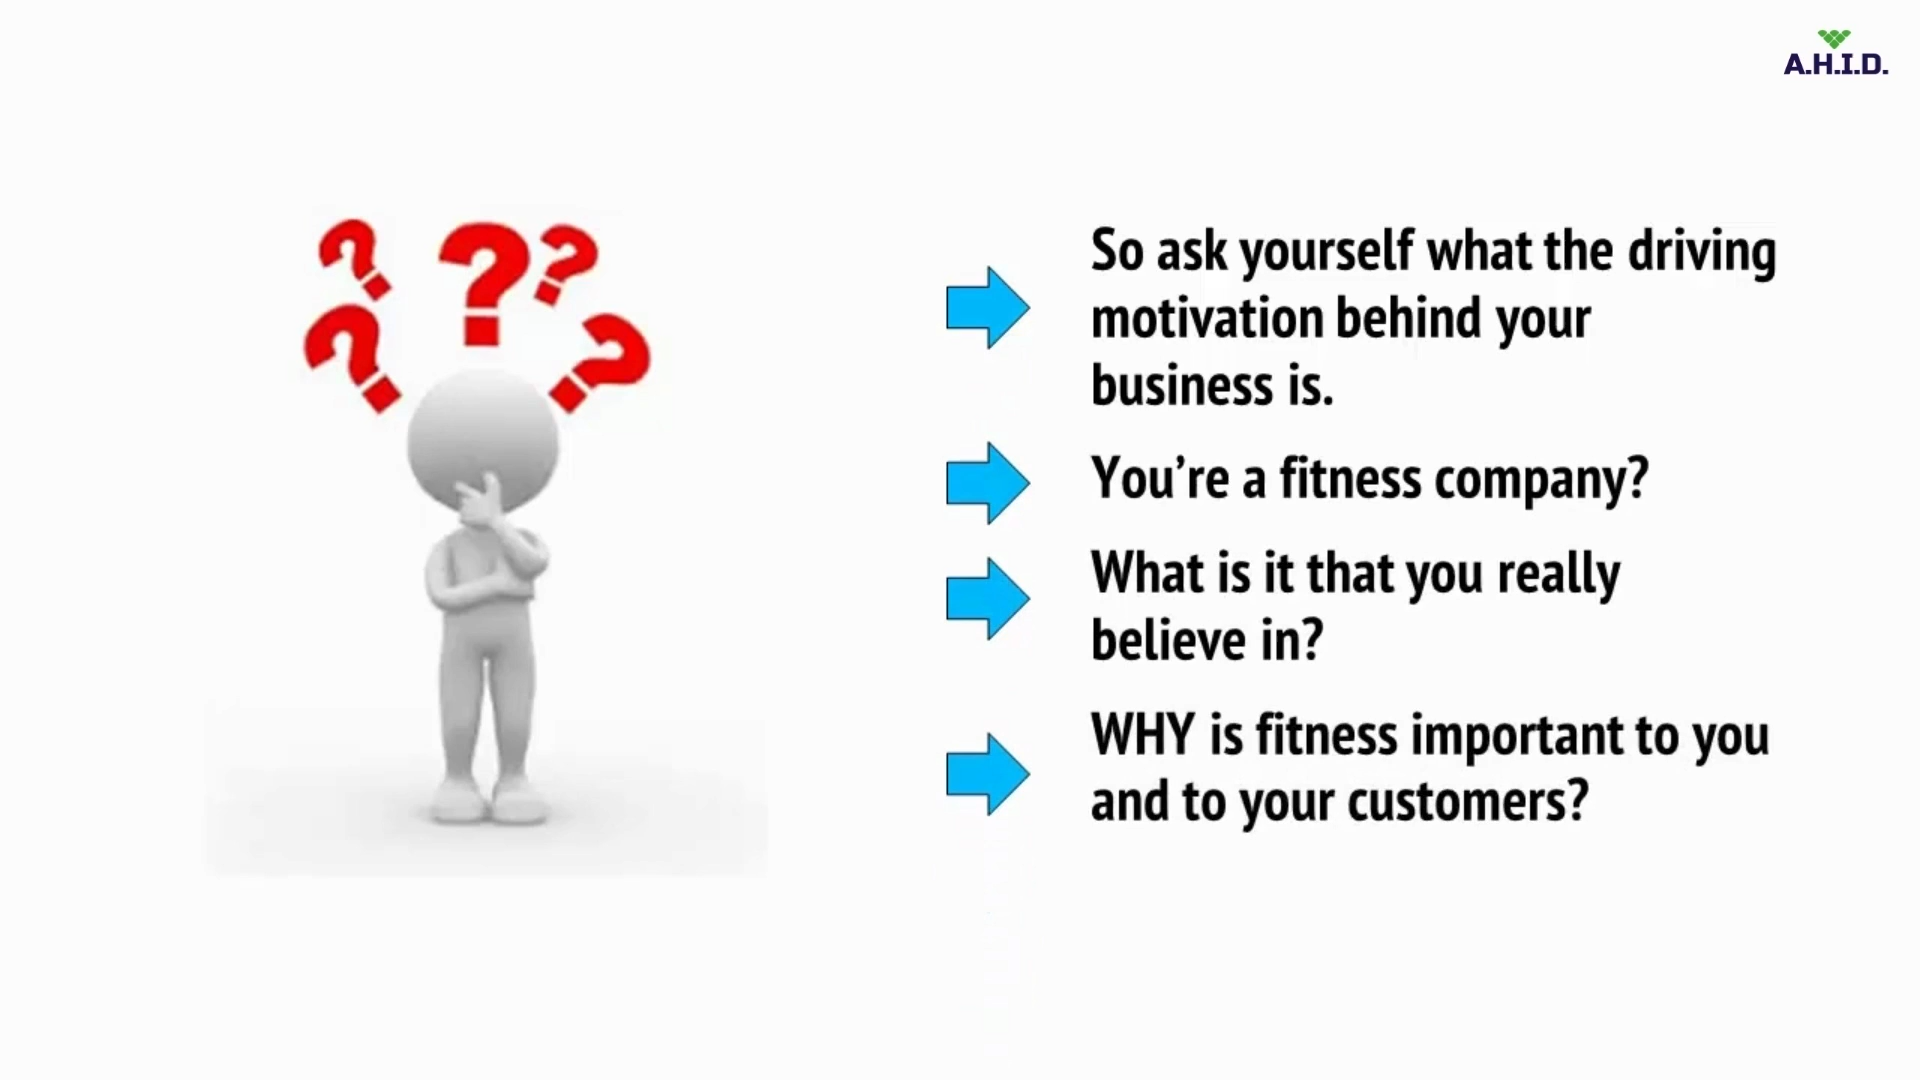 A.H.I.D.
So ask yourself what the driving
motivation behind your
business is.
You’re a fitness company?
What is it that you really
believe in?
WHY is fitness important to you
and to your customers?